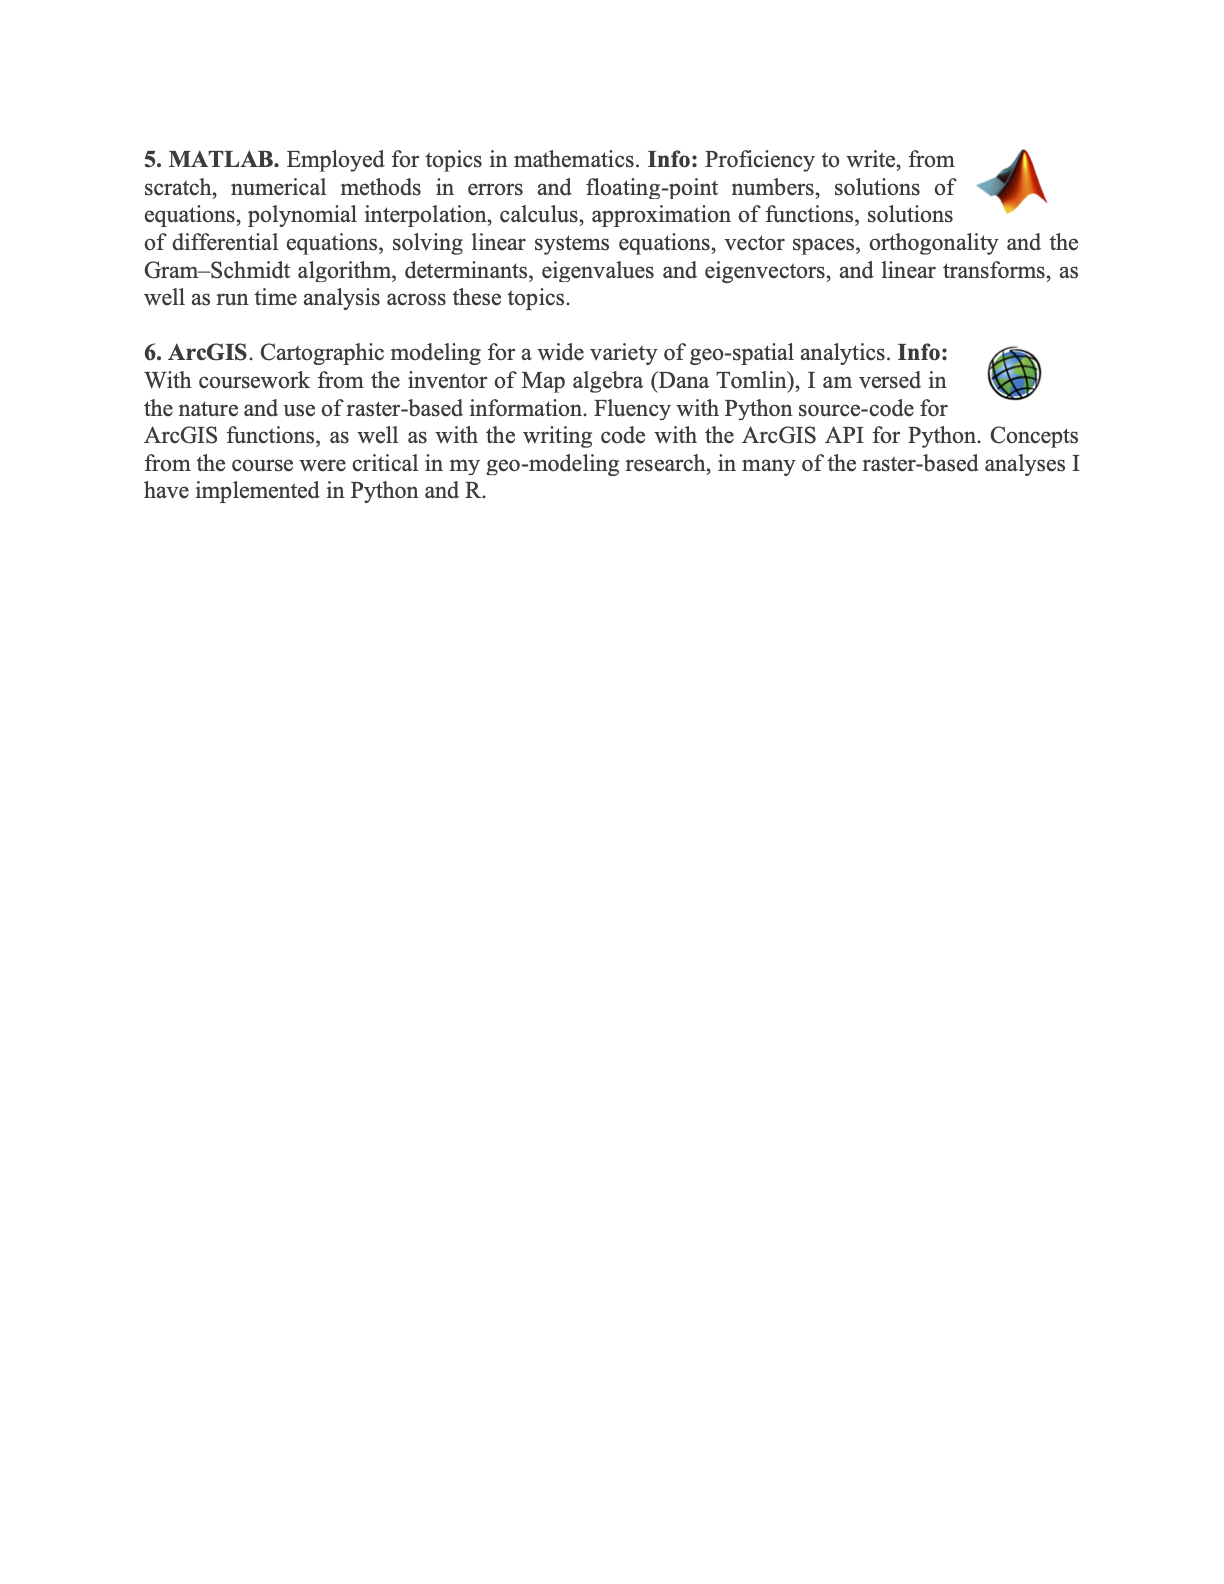 5. MATLAB. Employed for topics in mathematics. Info: Proficiency to write, from
scratch, numerical methods in errors and floating-point numbers, solutions of
equations, polynomial interpolation, calculus, approximation of functions, solutions
of differential equations, solving linear systems equations, vector spaces, orthogonality and the
Gram–Schmidt algorithm, determinants, eigenvalues and eigenvectors, and linear transforms, as
well as run time analysis across these topics.
6. ArcGIS. Cartographic modeling for a wide variety of geo-spatial analytics. Info:
With coursework from the inventor of Map algebra (Dana Tomlin), I am versed in
the nature and use of raster-based information. Fluency with Python source-code for
ArcGIS functions, as well as with the writing code with the ArcGIS API for Python. Concepts
from the course were critical in my geo-modeling research, in many of the raster-based analyses I
have implemented in Python and R.